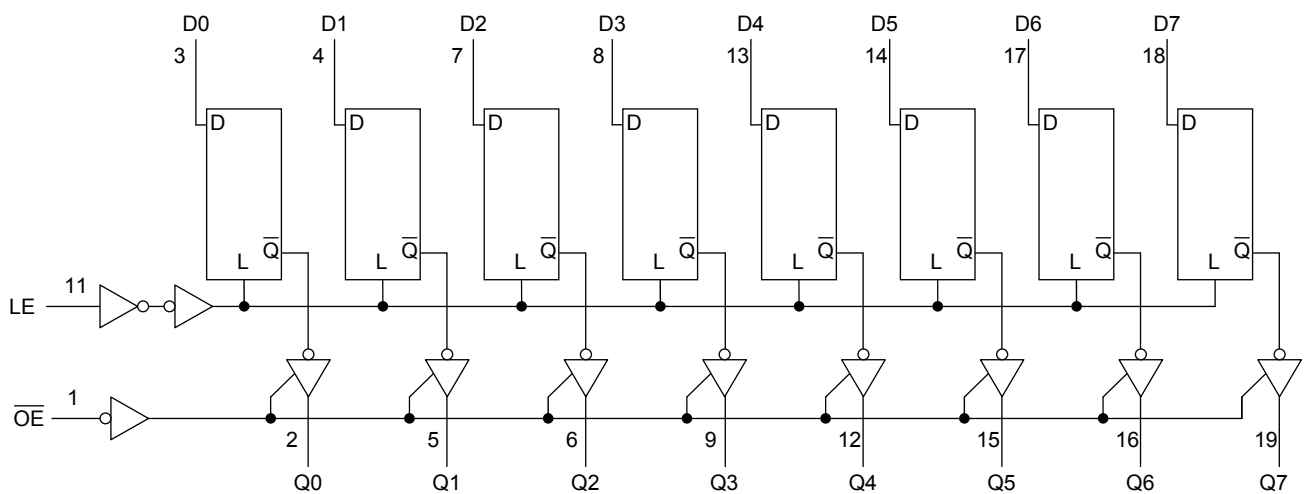 D0 D1 D2 D3 D4 D5 D6 D7
3 4 7 8 13 14 17 18
D D D D D D D D
Q̅ Q̅ Q̅ Q̅ Q̅ Q̅ Q̅ Q̅
L L L L L L L L
11
LE
1
O̅E̅
2 5 6 9 12 15 16 19
Q0 Q1 Q2 Q3 Q4 Q5 Q6 Q7